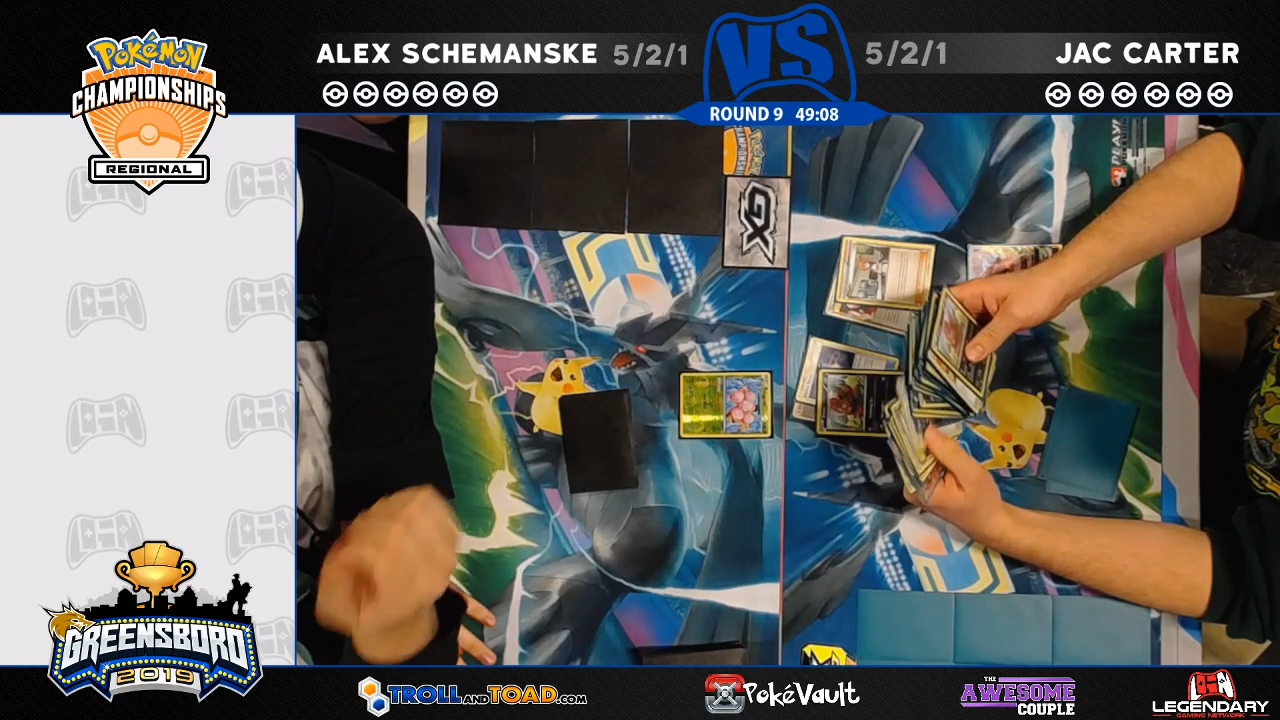 Pokémon
CHAMPIONSHIPS
REGIONAL
ALEX SCHEMANSKE 5/2/1
VS
5/2/1 JAC CARTER
ROUND 9 49:08
GX
PLAY!
GREENSBORO
2019
TROLL AND TOAD.COM
PokéVault
THE
AWESOME
COUPLE
LEGENDARY
GAMING NETWORK